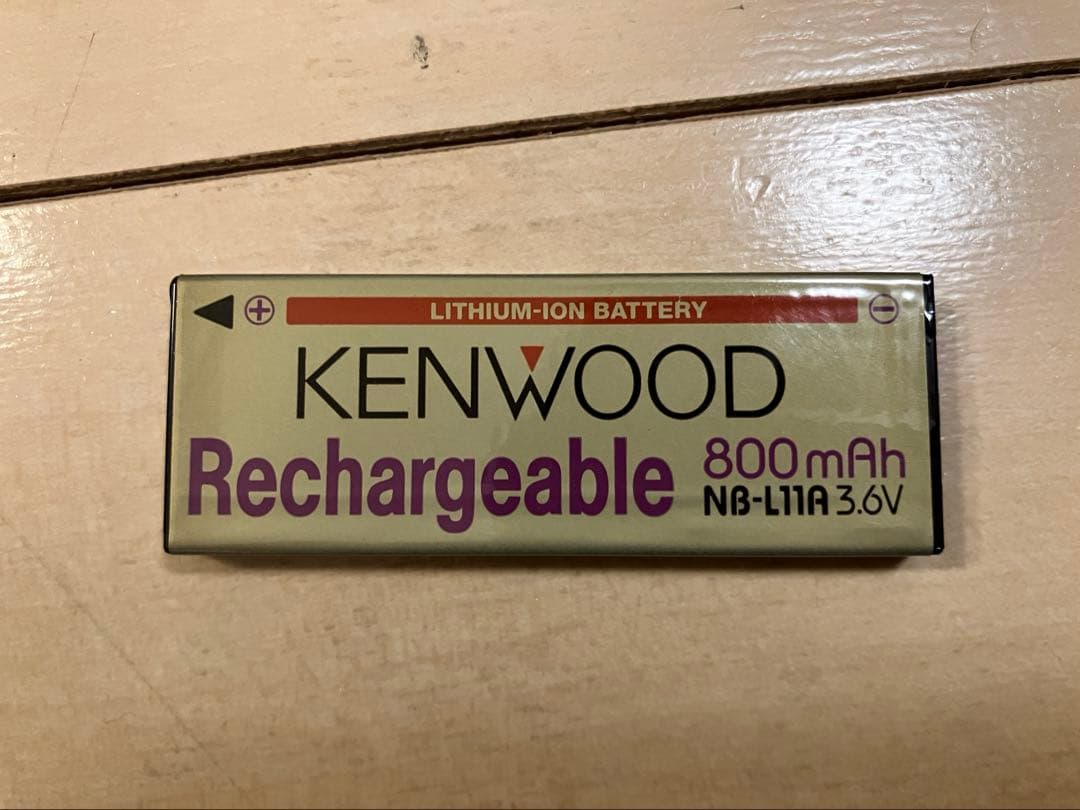 ⊕ LITHIUM-ION BATTERY ⊖
KENWOOD
Rechargeable 800mAh
NB-L11A 3.6V